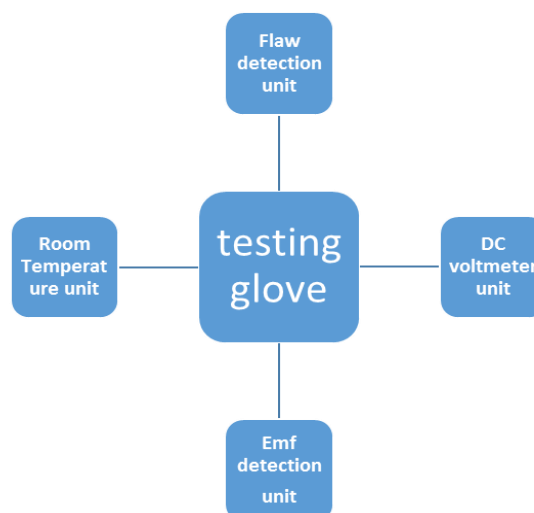 Flaw
detection
unit
testing
glove
Room
Temperat
ure unit
DC
voltmeter
unit
Emf
detection
unit